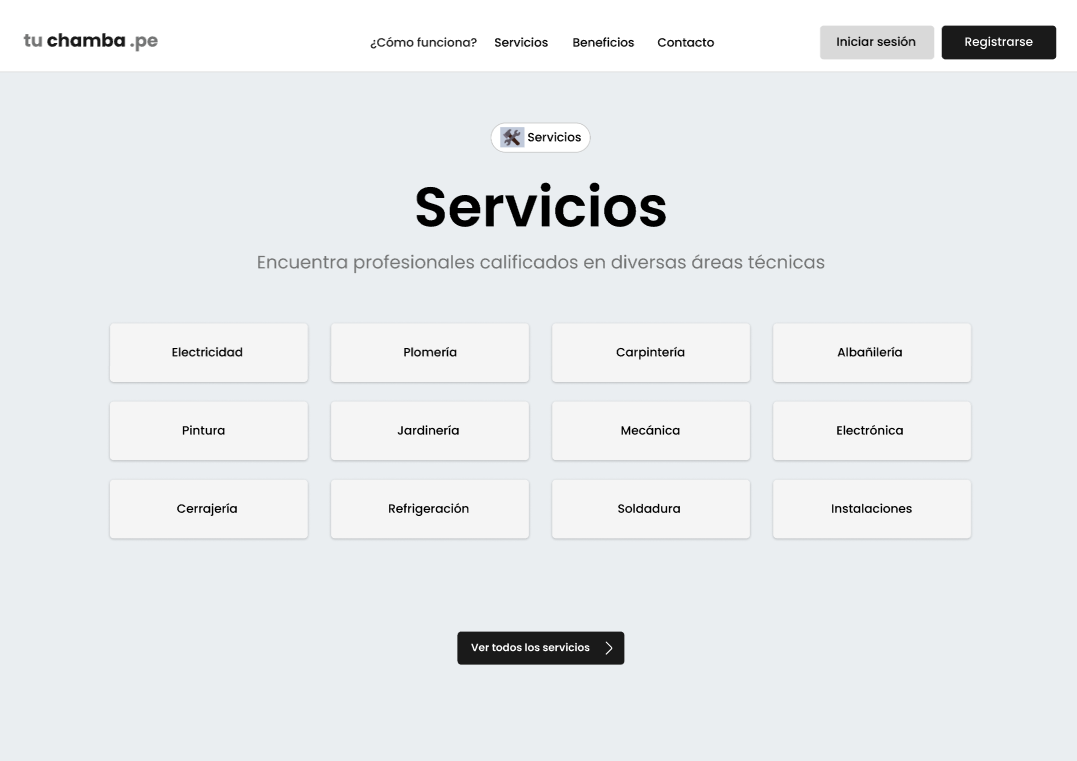 tu chamba .pe
¿Cómo funciona? Servicios Beneficios Contacto
Iniciar sesión Registrarse
Servicios
Servicios
Encuentra profesionales calificados en diversas áreas técnicas
Electricidad Plomería Carpintería Albañilería
Pintura Jardinería Mecánica Electrónica
Cerrajería Refrigeración Soldadura Instalaciones
Ver todos los servicios